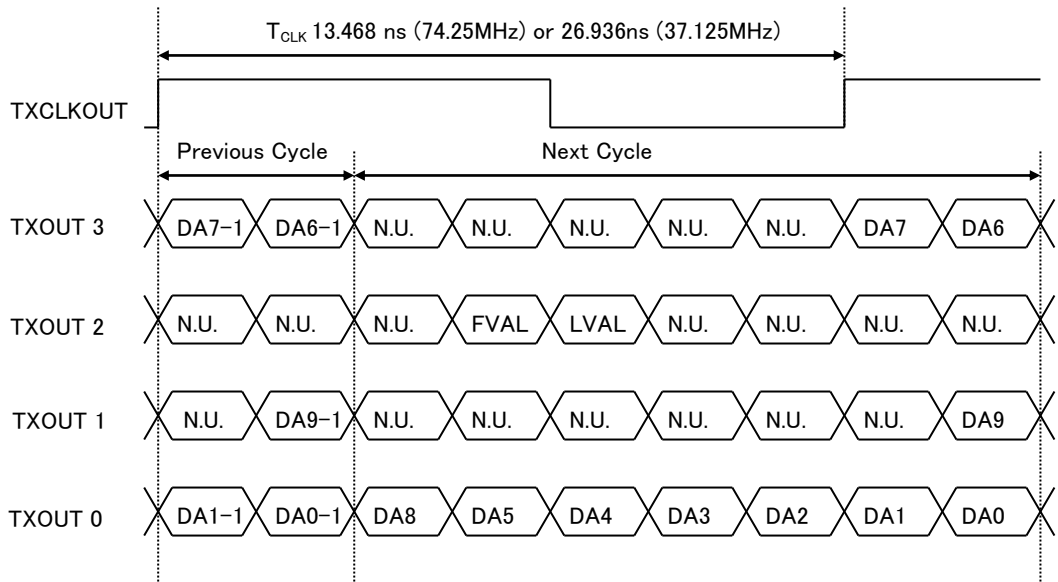 TCLK 13.468 ns (74.25MHz) or 26.936ns (37.125MHz)
TXCLKOUT
Previous Cycle Next Cycle
TXOUT 3 DA7-1 DA6-1 N.U. N.U. N.U. N.U. N.U. DA7 DA6
TXOUT 2 N.U. N.U. N.U. FVAL LVAL N.U. N.U. N.U. N.U.
TXOUT 1 N.U. DA9-1 N.U. N.U. N.U. N.U. N.U. N.U. DA9
TXOUT 0 DA1-1 DA0-1 DA8 DA5 DA4 DA3 DA2 DA1 DA0